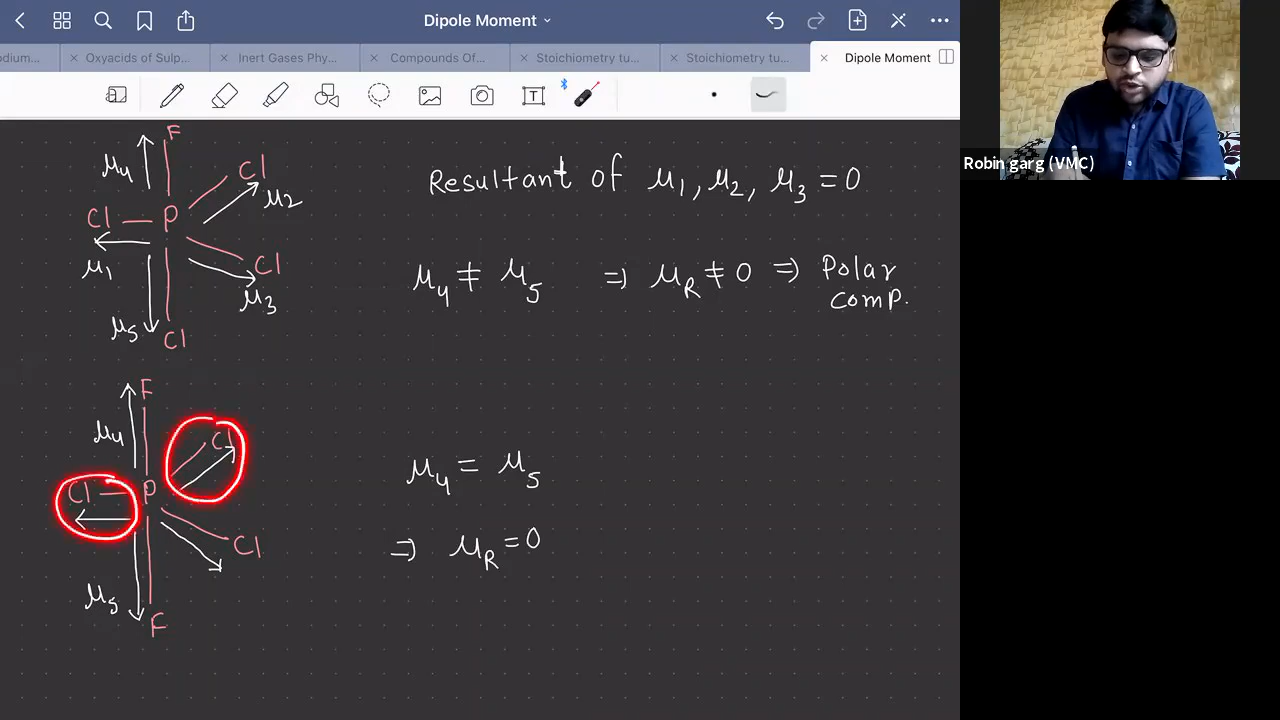 Dipole Moment
odium...
Oxyacids of Sulp...
Inert Gases Phy...
Compounds Of...
Stoichiometry tu...
Stoichiometry tu...
Dipole Moment
T
Robin garg (VMC)
F
μ4
Cl
μ2
Cl
P
μ1
Cl
μ3
μ5
Cl
Resultant of μ1, μ2, μ3 = 0
μ4 ≠ μ5 ⇒ μR ≠ 0 ⇒ Polar
comp.
F
μ4
Cl
Cl
P
Cl
μ5
F
μ4 = μ5
⇒ μR = 0